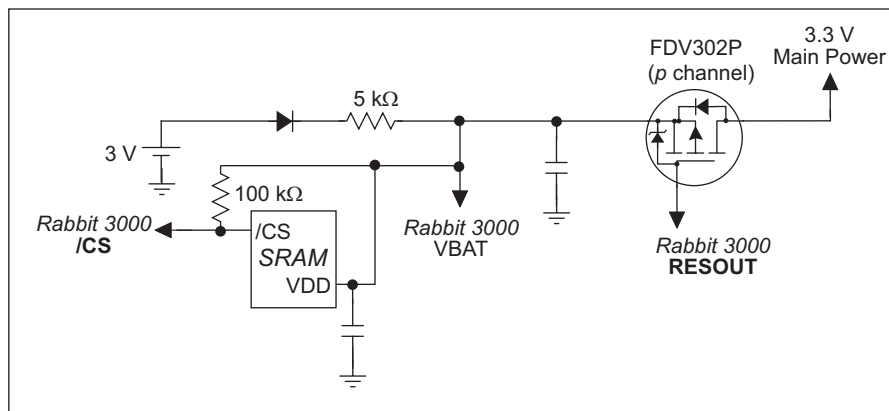 3.3 V
Main Power
FDV302P
(p channel)
5 kΩ
3 V
100 kΩ
Rabbit 3000
/CS
/CS
SRAM
VDD
Rabbit 3000
VBAT
Rabbit 3000
RESOUT